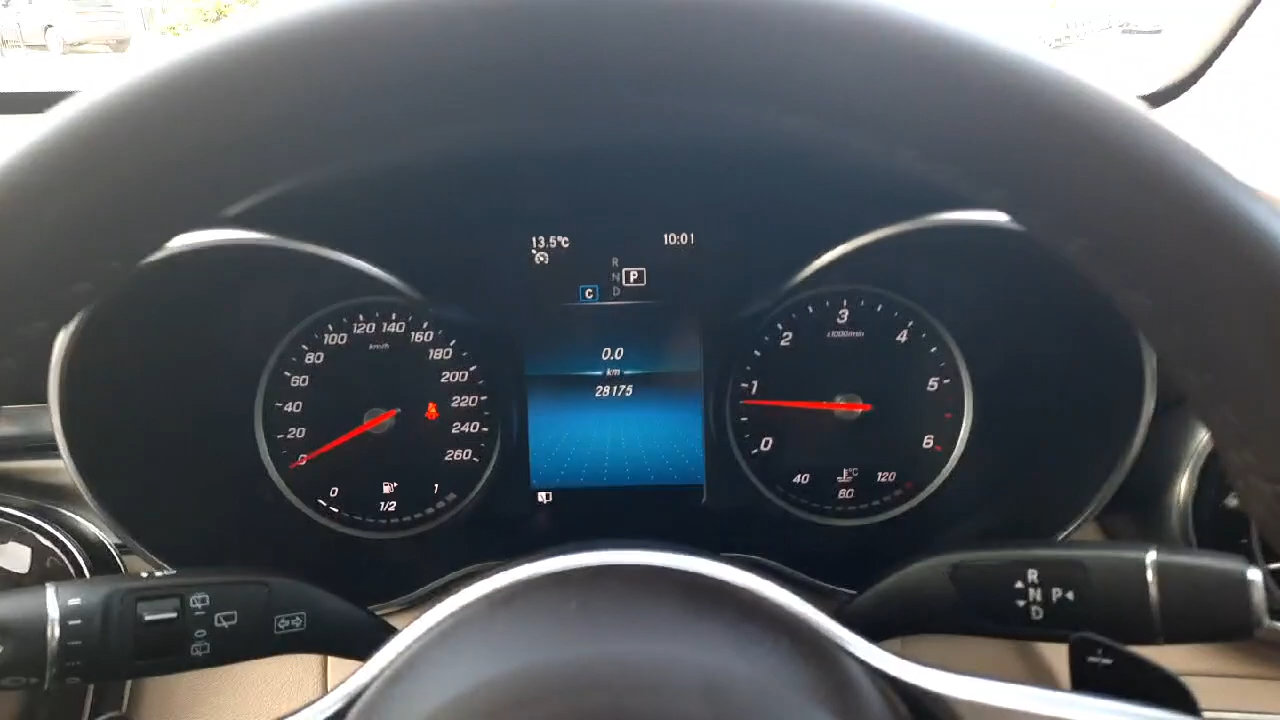 13.5°C 10:01
R
N P
C D
0.0
km
28175
0 20 40 60 80 100 120 140 160 180 200 220 240 260
km/h
0 1/2 1
0 1 2 3 4 5 6
x1000/min
40 60 120
°C
R
N P
D
0